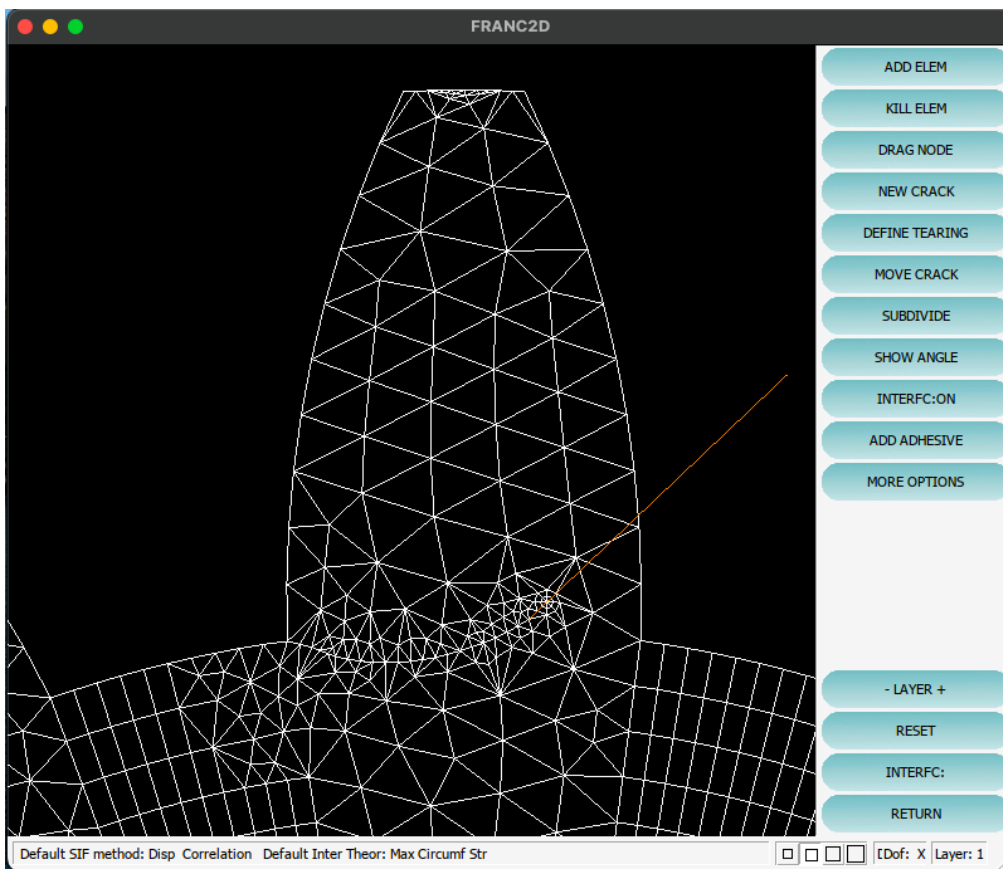 FRANC2D
ADD ELEM
KILL ELEM
DRAG NODE
NEW CRACK
DEFINE TEARING
MOVE CRACK
SUBDIVIDE
SHOW ANGLE
INTERFC:ON
ADD ADHESIVE
MORE OPTIONS
- LAYER +
RESET
INTERFC:
RETURN
Default SIF method: Disp Correlation Default Inter Theor: Max Circumf Str [Dof: X Layer: 1